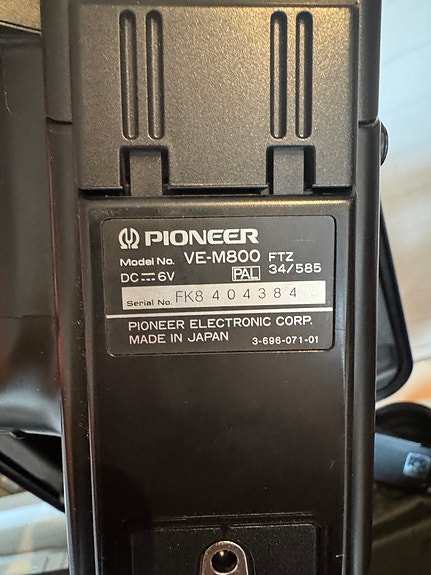 PIONEER
Model No. VE-M800 FTZ
DC⎓6V PAL 34/585
Serial No. FK8 404384
PIONEER ELECTRONIC CORP.
MADE IN JAPAN 3-696-071-01